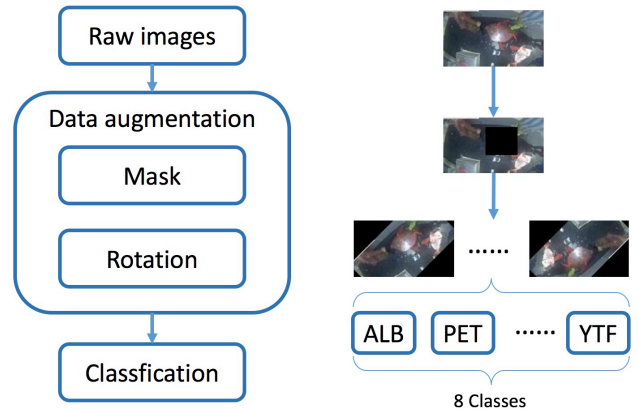 Raw images
Data augmentation
Mask
Rotation
Classfication
......
ALB
PET
......
YTF
8 Classes